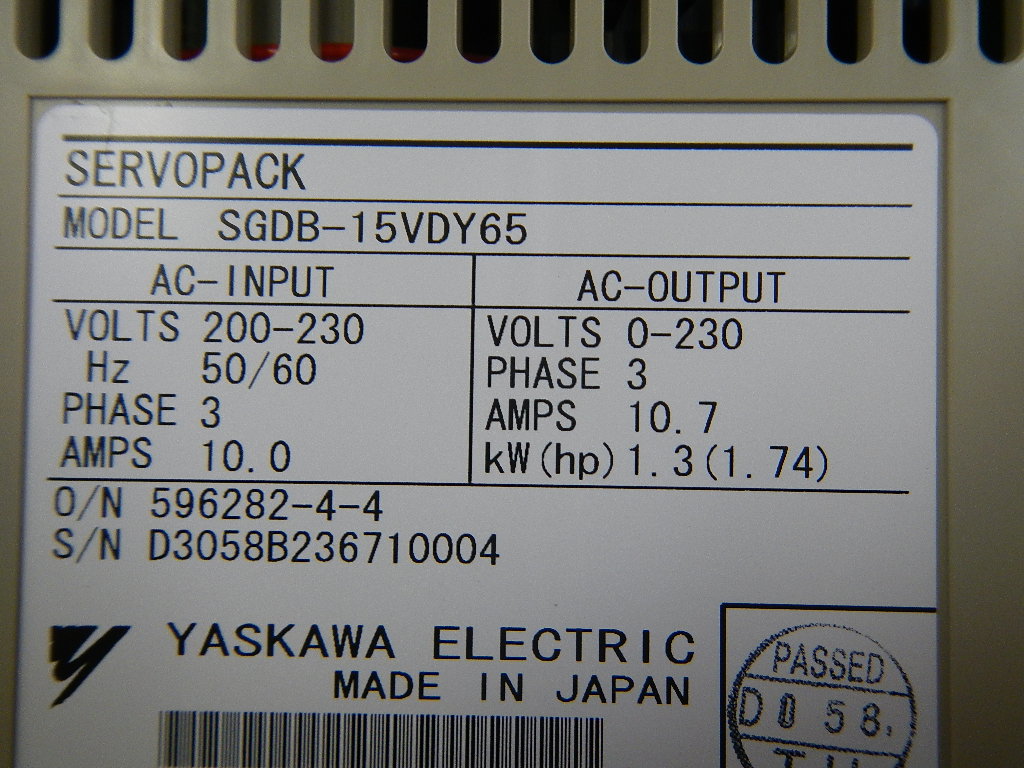 SERVOPACK
MODEL SGDB-15VDY65
AC-INPUT
VOLTS 200-230
Hz 50/60
PHASE 3
AMPS 10.0
AC-OUTPUT
VOLTS 0-230
PHASE 3
AMPS 10.7
kW(hp) 1.3(1.74)
O/N 596282-4-4
S/N D3058B236710004
YASKAWA ELECTRIC
MADE IN JAPAN
PASSED
D 0 58.